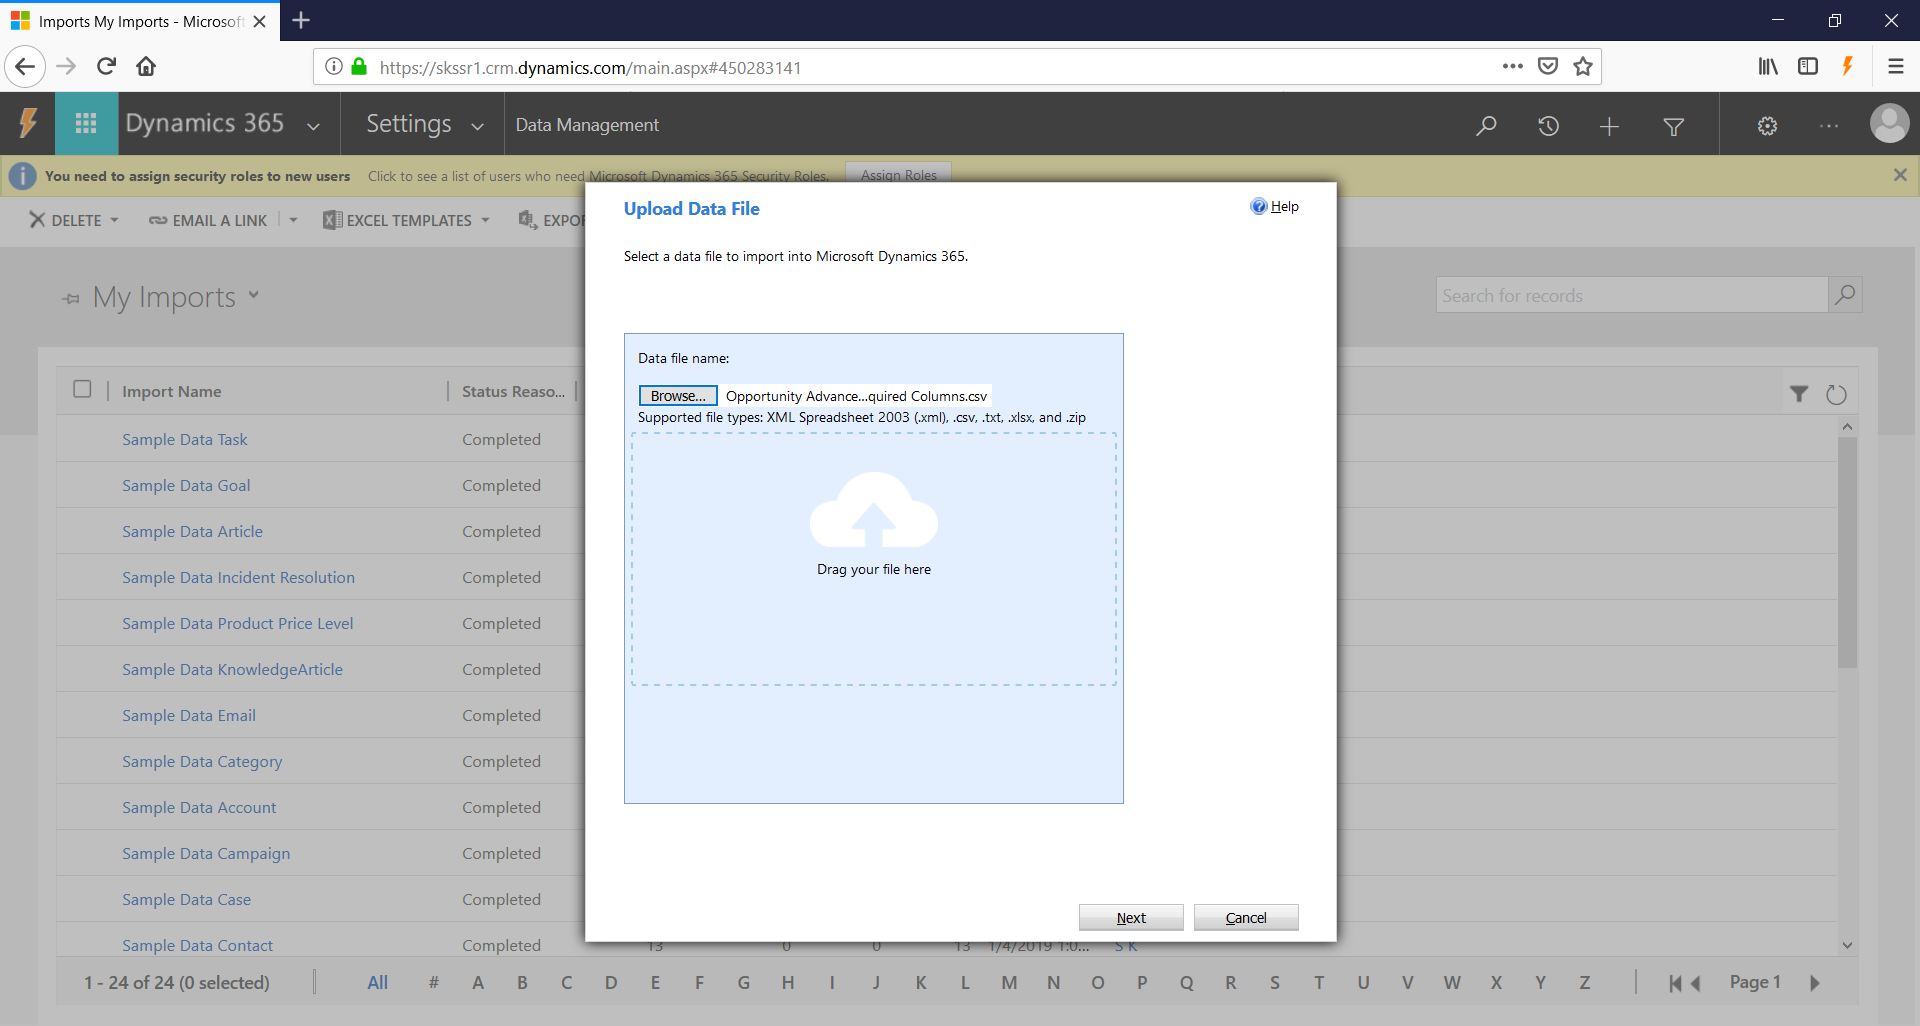 Imports My Imports - Microsoft
https://skssr1.crm.dynamics.com/main.aspx#450283141
Dynamics 365
Settings
Data Management
You need to assign security roles to new users Click to see a list of users who need Microsoft Dynamics 365 Security Roles. Assign Roles
DELETE
EMAIL A LINK
EXCEL TEMPLATES
EXPOR
My Imports
Search for records
Import Name
Status Reaso...
Sample Data Task Completed
Sample Data Goal Completed
Sample Data Article Completed
Sample Data Incident Resolution Completed
Sample Data Product Price Level Completed
Sample Data KnowledgeArticle Completed
Sample Data Email Completed
Sample Data Category Completed
Sample Data Account Completed
Sample Data Campaign Completed
Sample Data Case Completed
Sample Data Contact Completed 13 0 0 13 1/4/2019 1:0... S K
Upload Data File
Help
Select a data file to import into Microsoft Dynamics 365.
Data file name:
Browse... Opportunity Advance...quired Columns.csv
Supported file types: XML Spreadsheet 2003 (.xml), .csv, .txt, .xlsx, and .zip
Drag your file here
Next
Cancel
1 - 24 of 24 (0 selected)
All # A B C D E F G H I J K L M N O P Q R S T U V W X Y Z
Page 1